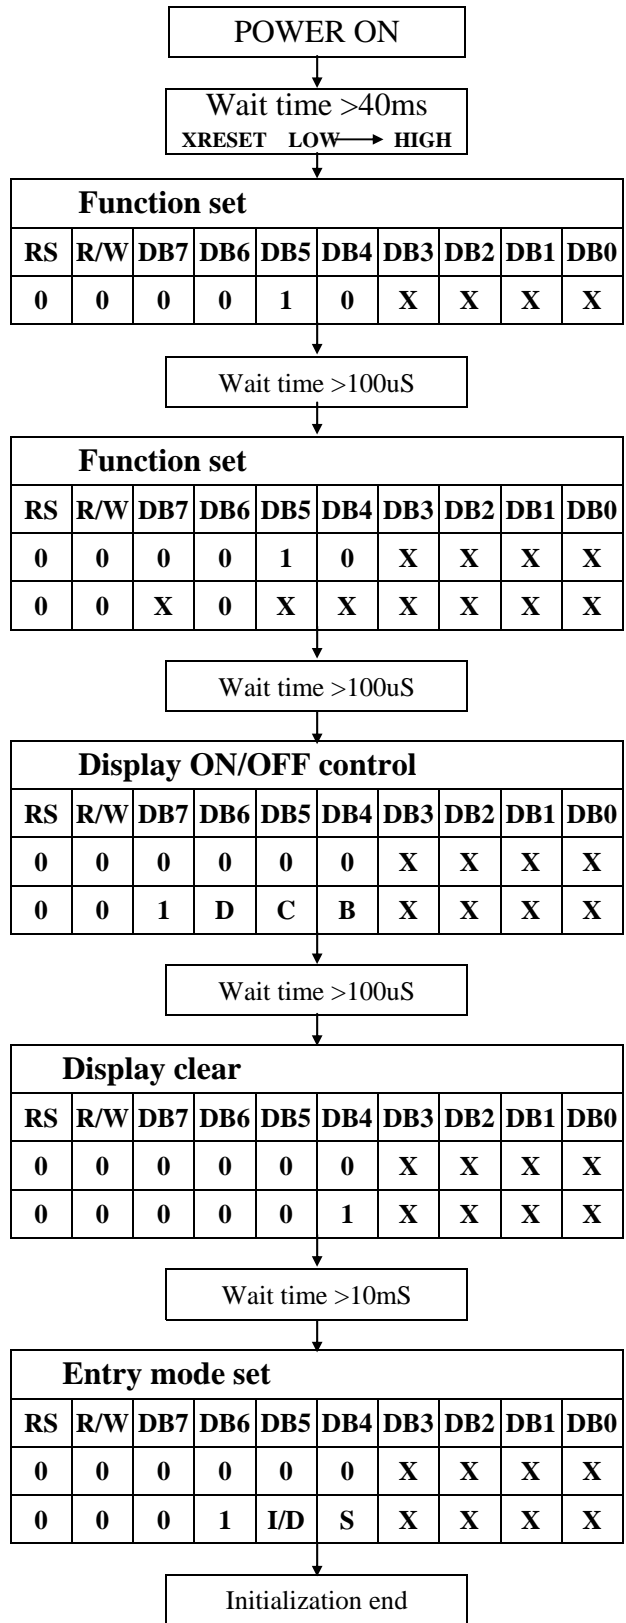 POWER ON
Wait time >40ms
XRESET LOW HIGH
Function set
RS R/W DB7 DB6 DB5 DB4 DB3 DB2 DB1 DB0
0 0 0 0 1 0 X X X X
Wait time >100uS
Function set
RS R/W DB7 DB6 DB5 DB4 DB3 DB2 DB1 DB0
0 0 0 0 1 0 X X X X
0 0 X 0 X X X X X X
Wait time >100uS
Display ON/OFF control
RS R/W DB7 DB6 DB5 DB4 DB3 DB2 DB1 DB0
0 0 0 0 0 0 X X X X
0 0 1 D C B X X X X
Wait time >100uS
Display clear
RS R/W DB7 DB6 DB5 DB4 DB3 DB2 DB1 DB0
0 0 0 0 0 0 X X X X
0 0 0 0 0 1 X X X X
Wait time >10mS
Entry mode set
RS R/W DB7 DB6 DB5 DB4 DB3 DB2 DB1 DB0
0 0 0 0 0 0 X X X X
0 0 0 1 I/D S X X X X
Initialization end